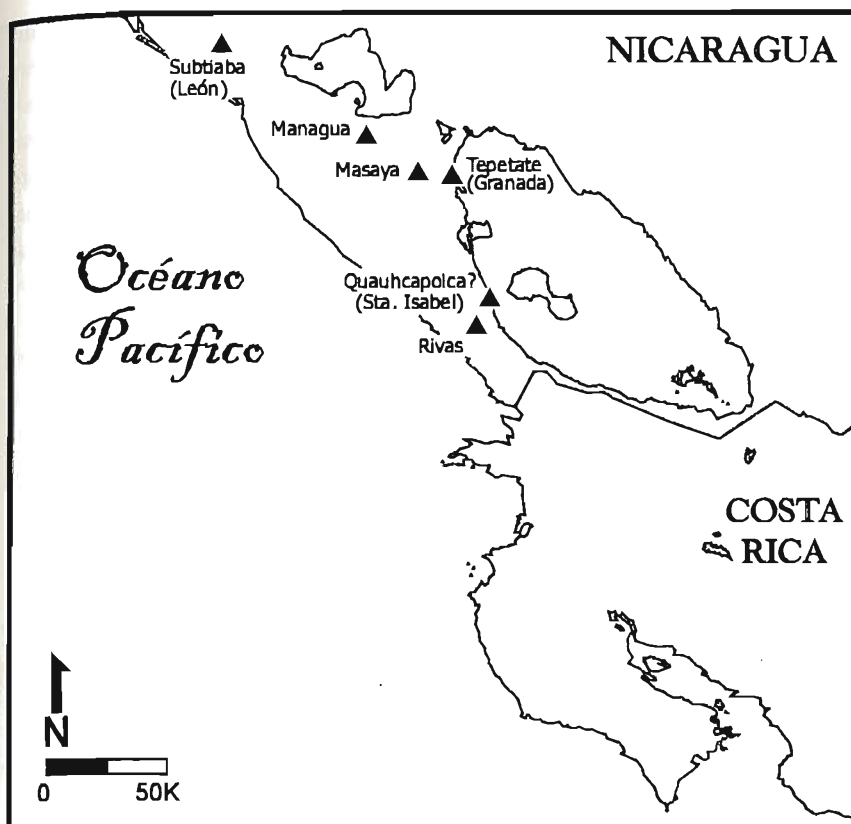 NICARAGUA
Subtiaba
(León)
Managua
Masaya
Tepetate
(Granada)
Océano
Pacífico
Quauhcapolca?
(Sta. Isabel)
Rivas
COSTA
RICA
N
0 50K